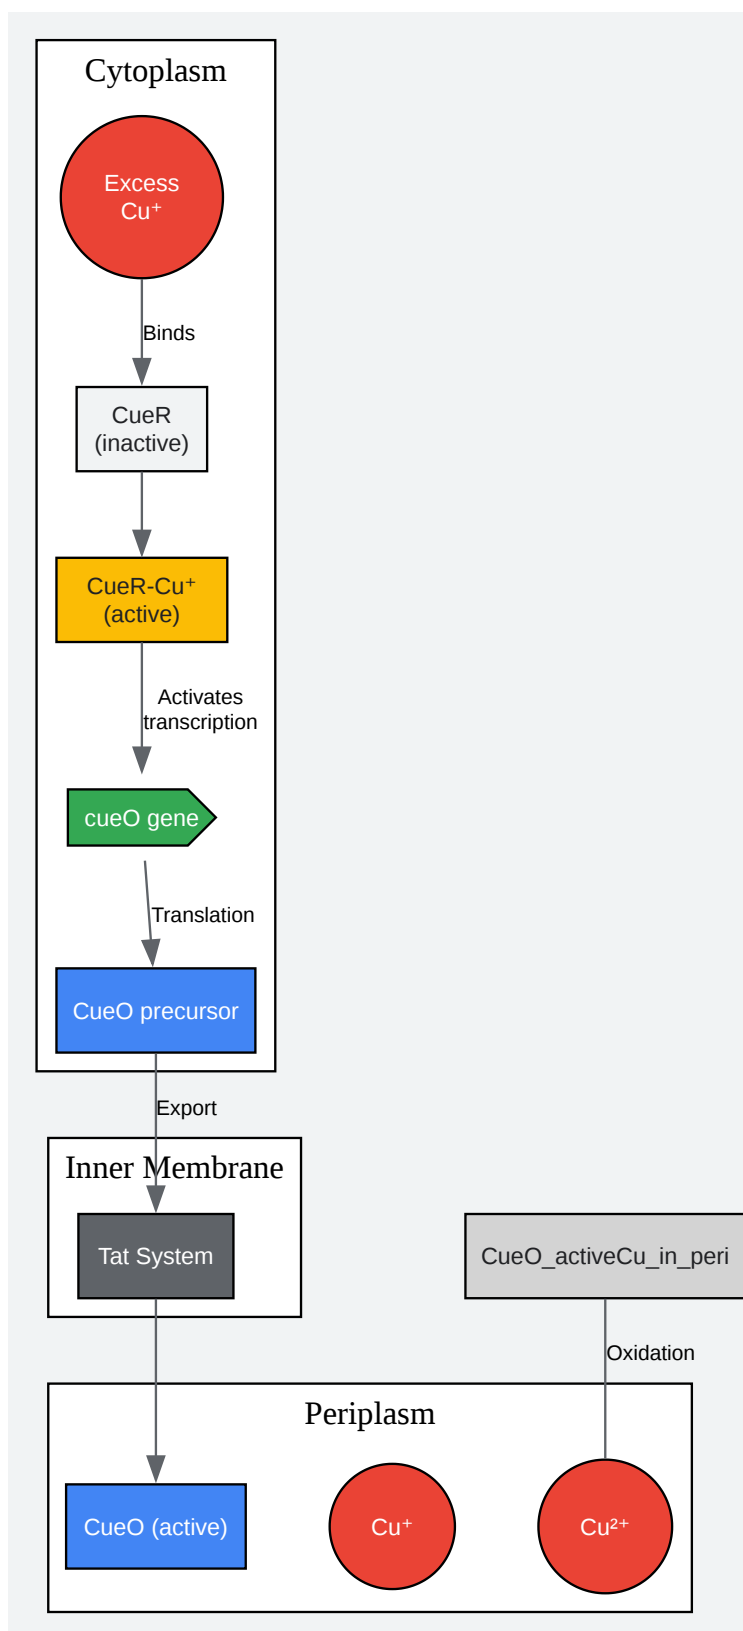 Cytoplasm
Excess
Cu⁺
Binds
CueR
(inactive)
CueR-Cu⁺
(active)
Activates
transcription
cueO gene
Translation
CueO precursor
Export
Inner Membrane
Tat System
CueO_activeCu_in_peri
Oxidation
Periplasm
CueO (active)
Cu⁺
Cu²⁺